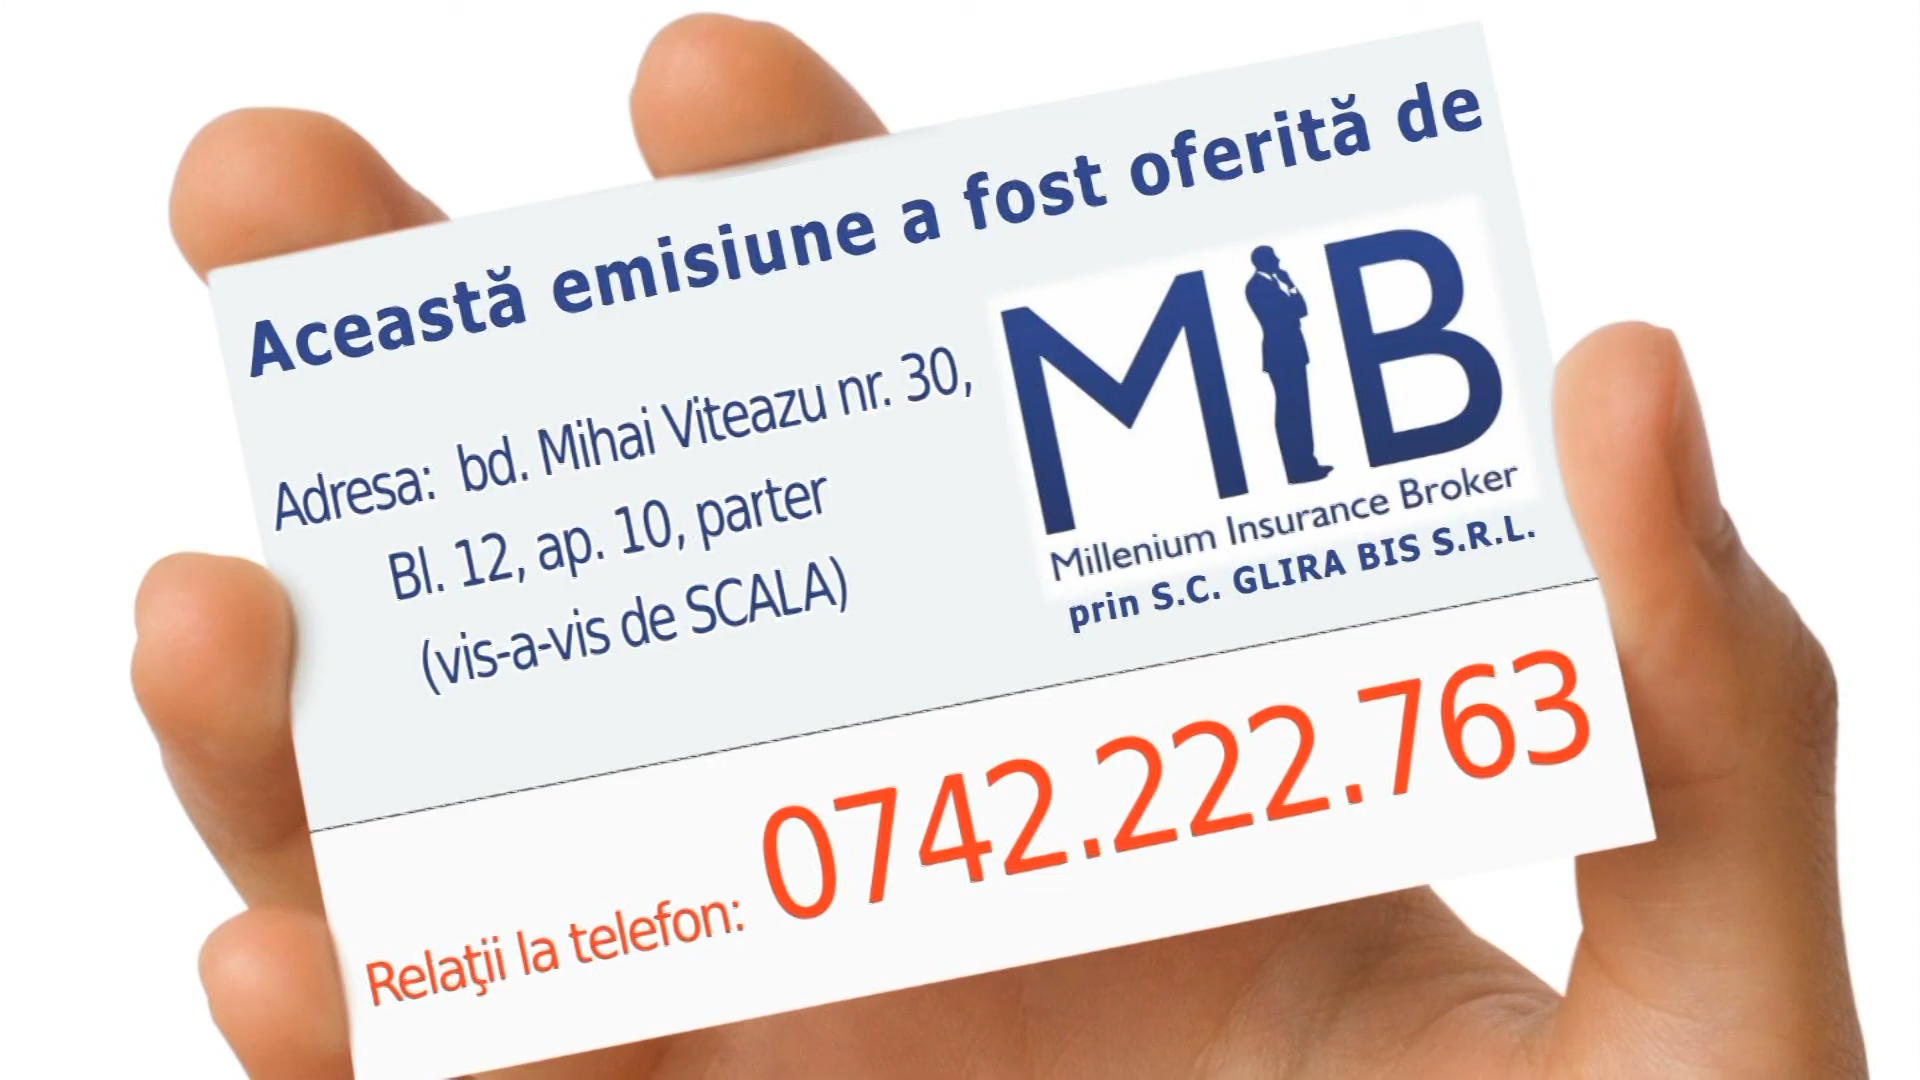 Această emisiune a fost oferită de
Adresa: bd. Mihai Viteazu nr. 30,
Bl. 12, ap. 10, parter
(vis-a-vis de SCALA)
MIB
Millenium Insurance Broker
prin S.C. GLIRA BIS S.R.L.
Relaţii la telefon: 0742.222.763